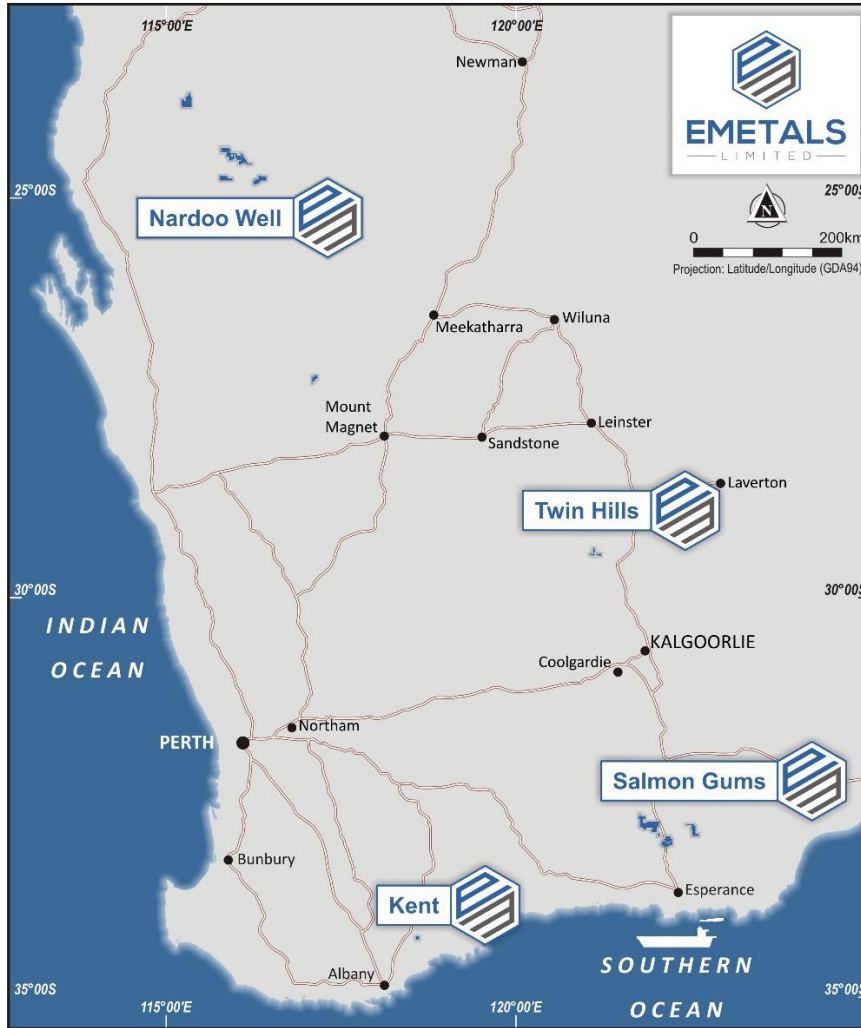 115°00'E
120°00'E
Newman
EMETALS
LIMITED
25°00S
25°00S
N
Nardoo Well
0
200km
Projection: Latitude/Longitude (GDA94)
Meekatharra
Wiluna
Mount
Magnet
Sandstone
Leinster
Laverton
Twin Hills
30°00S
30°00S
INDIAN
OCEAN
KALGOORLIE
Coolgardie
Northam
PERTH
Salmon Gums
Bunbury
Kent
Esperance
Albany
SOUTHERN
OCEAN
35°00S
35°00S
115°00'E
120°00'E